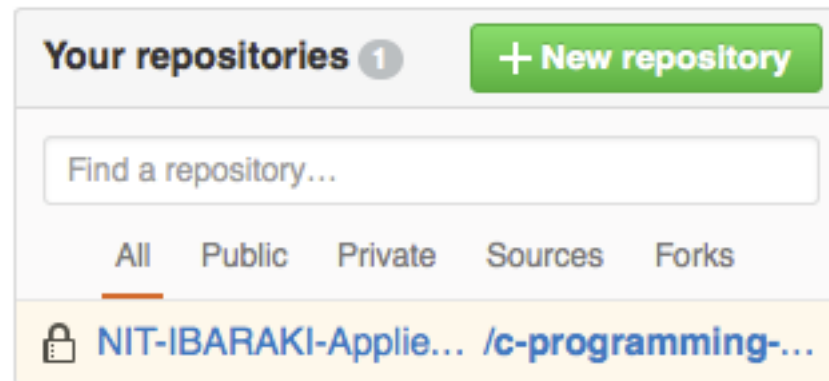 Your repositories 1 + New repository
Find a repository…
All Public Private Sources Forks
NIT-IBARAKI-Applie… /c-programming-…